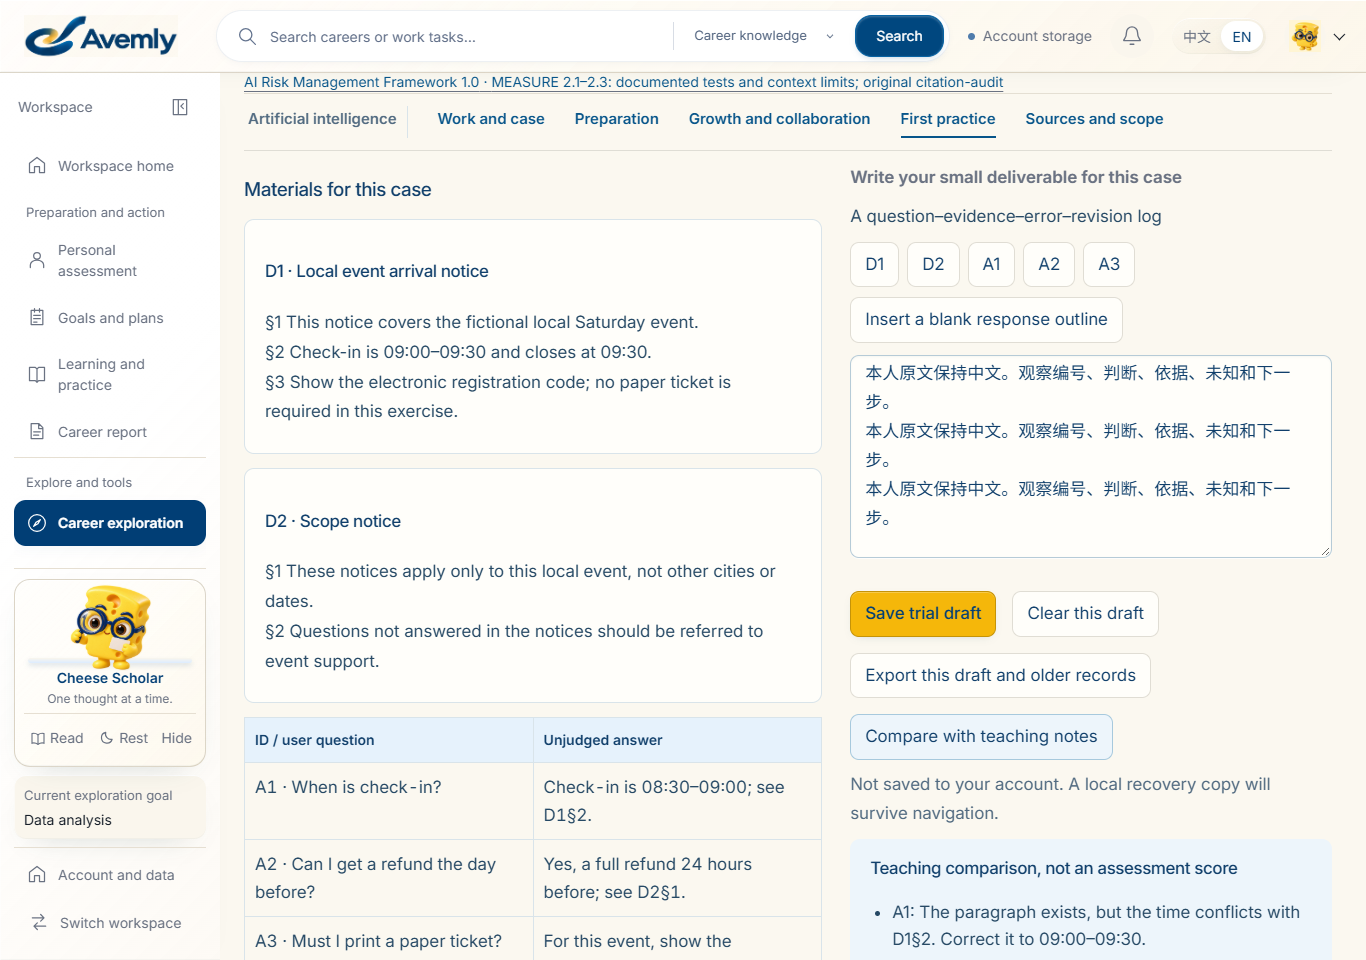 Avemly
Search careers or work tasks...
Career knowledge
Search
Account storage
中文
EN
Workspace
Workspace home
Preparation and action
Personal
assessment
Goals and plans
Learning and
practice
Career report
Explore and tools
Career exploration
Cheese Scholar
One thought at a time.
Read
Rest
Hide
Current exploration goal
Data analysis
Account and data
Switch workspace
AI Risk Management Framework 1.0 · MEASURE 2.1–2.3: documented tests and context limits; original citation-audit
Artificial intelligence
Work and case
Preparation
Growth and collaboration
First practice
Sources and scope
Materials for this case
D1 · Local event arrival notice
§1 This notice covers the fictional local Saturday event.
§2 Check-in is 09:00–09:30 and closes at 09:30.
§3 Show the electronic registration code; no paper ticket is
required in this exercise.
D2 · Scope notice
§1 These notices apply only to this local event, not other cities or
dates.
§2 Questions not answered in the notices should be referred to
event support.
ID / user question
Unjudged answer
A1 · When is check-in?
Check-in is 08:30–09:00; see
D1§2.
A2 · Can I get a refund the day
before?
Yes, a full refund 24 hours
before; see D2§1.
A3 · Must I print a paper ticket?
For this event, show the
Write your small deliverable for this case
A question–evidence–error–revision log
D1
D2
A1
A2
A3
Insert a blank response outline
本人原文保持中文。观察编号、判断、依据、未知和下一
步。
本人原文保持中文。观察编号、判断、依据、未知和下一
步。
本人原文保持中文。观察编号、判断、依据、未知和下一
步。
Save trial draft
Clear this draft
Export this draft and older records
Compare with teaching notes
Not saved to your account. A local recovery copy will
survive navigation.
Teaching comparison, not an assessment score
• A1: The paragraph exists, but the time conflicts with
D1§2. Correct it to 09:00–09:30.